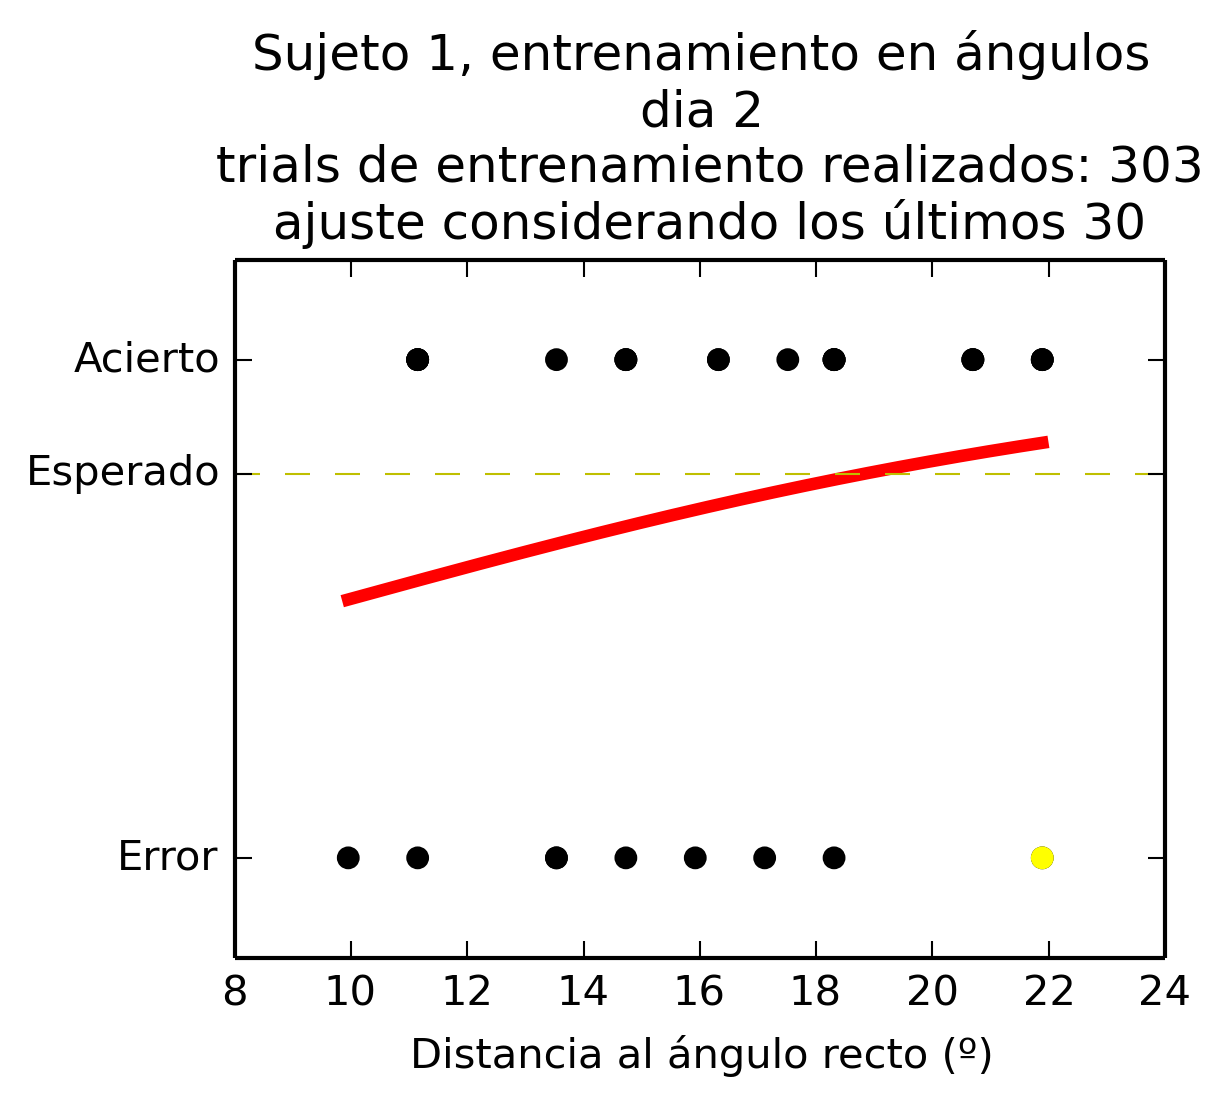 Sujeto 1, entrenamiento en ángulos
dia 2
trials de entrenamiento realizados: 303
ajuste considerando los últimos 30
Acierto
Esperado
Error
8 10 12 14 16 18 20 22 24
Distancia al ángulo recto (º)